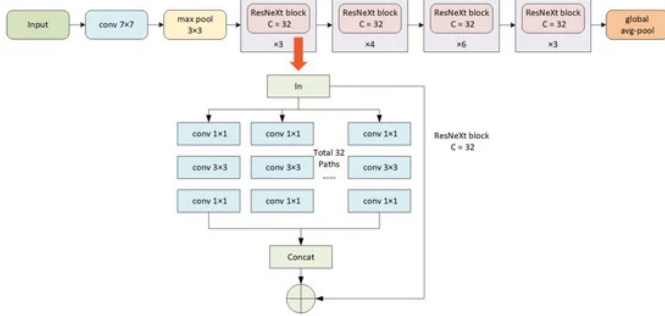 Input
conv 7×7
max pool
3×3
ResNeXt block
C = 32
×3
ResNeXt block
C = 32
×4
ResNeXt block
C = 32
×6
ResNeXt block
C = 32
×3
global
avg-pool
In
conv 1×1
conv 1×1
conv 1×1
conv 3×3
conv 3×3
Total 32
Paths
......
conv 3×3
conv 1×1
conv 1×1
conv 1×1
ResNeXt block
C = 32
Concat